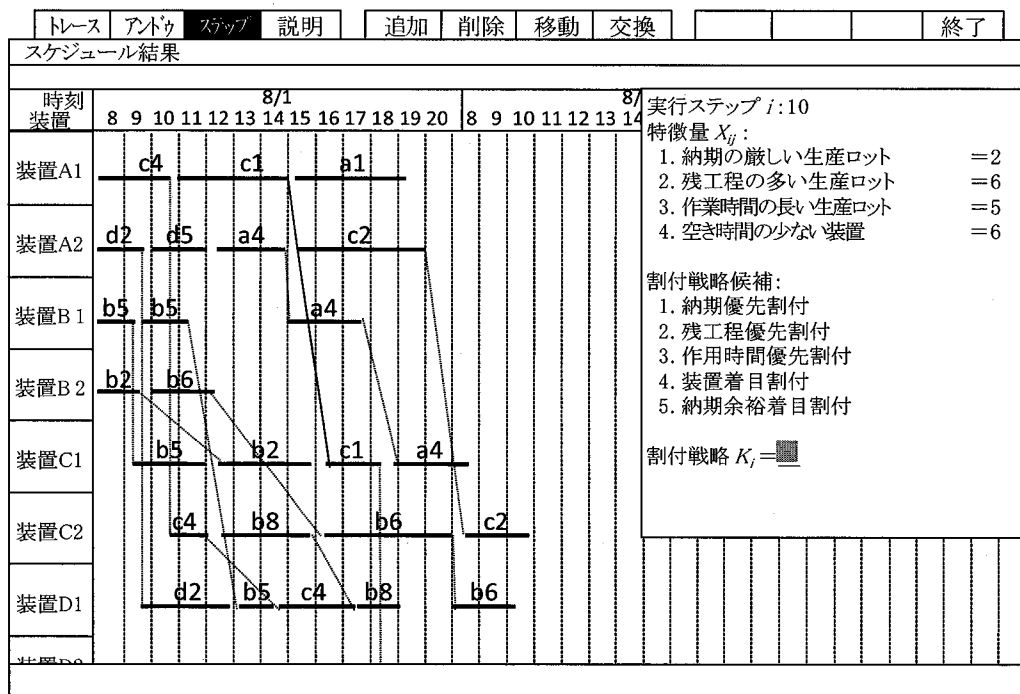 トレース アンドゥ ステップ 説明 追加 削除 移動 交換 終了
スケジュール結果
時刻 8/1 8/
装置 8 9 10 11 12 13 14 15 16 17 18 19 20 8 9 10 11 12 13 14
装置A1 c4 c1 a1
装置A2 d2 d5 a4 c2
装置B1 b5 b5 a4
装置B2 b2 b6
装置C1 b5 b2 c1 a4
装置C2 c4 b8 b6 c2
装置D1 d2 b5 c4 b8 b6
実行ステップ i:10
特徴量 Xij:
1. 納期の厳しい生産ロット =2
2. 残工程の多い生産ロット =6
3. 作業時間の長い生産ロット =5
4. 空き時間の少ない装置 =6
割付戦略候補:
1. 納期優先割付
2. 残工程優先割付
3. 作用時間優先割付
4. 装置着目割付
5. 納期余裕着目割付
割付戦略 Ki=